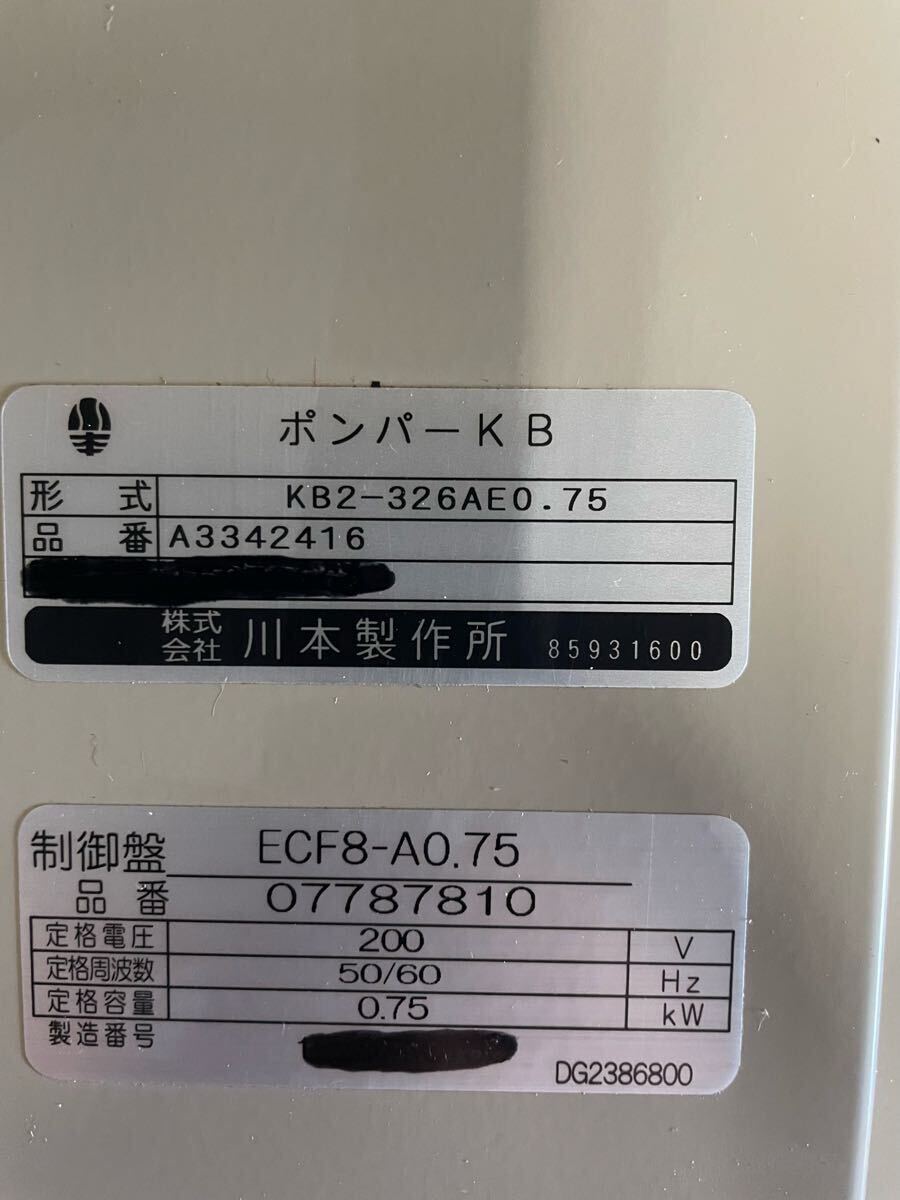 ポンパーKB
形式 KB2-326AE0.75
品番 A3342416
株式会社 川本製作所 85931600
制御盤 ECF8-A0.75
品番 07787810
定格電圧 200 V
定格周波数 50/60 Hz
定格容量 0.75 kW
製造番号
DG2386800